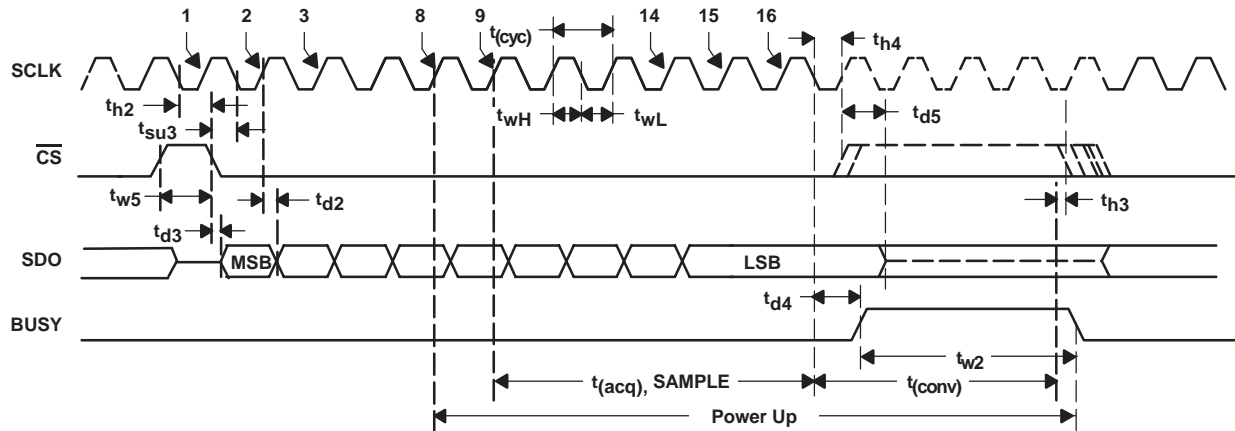 1 2 3 8 9 14 15 16
t(cyc)
SCLK
th4
th2
twH twL
td5
tsu3
CS
tw5
td2
th3
td3
SDO
MSB
LSB
td4
BUSY
tw2
t(acq), SAMPLE
t(conv)
Power Up